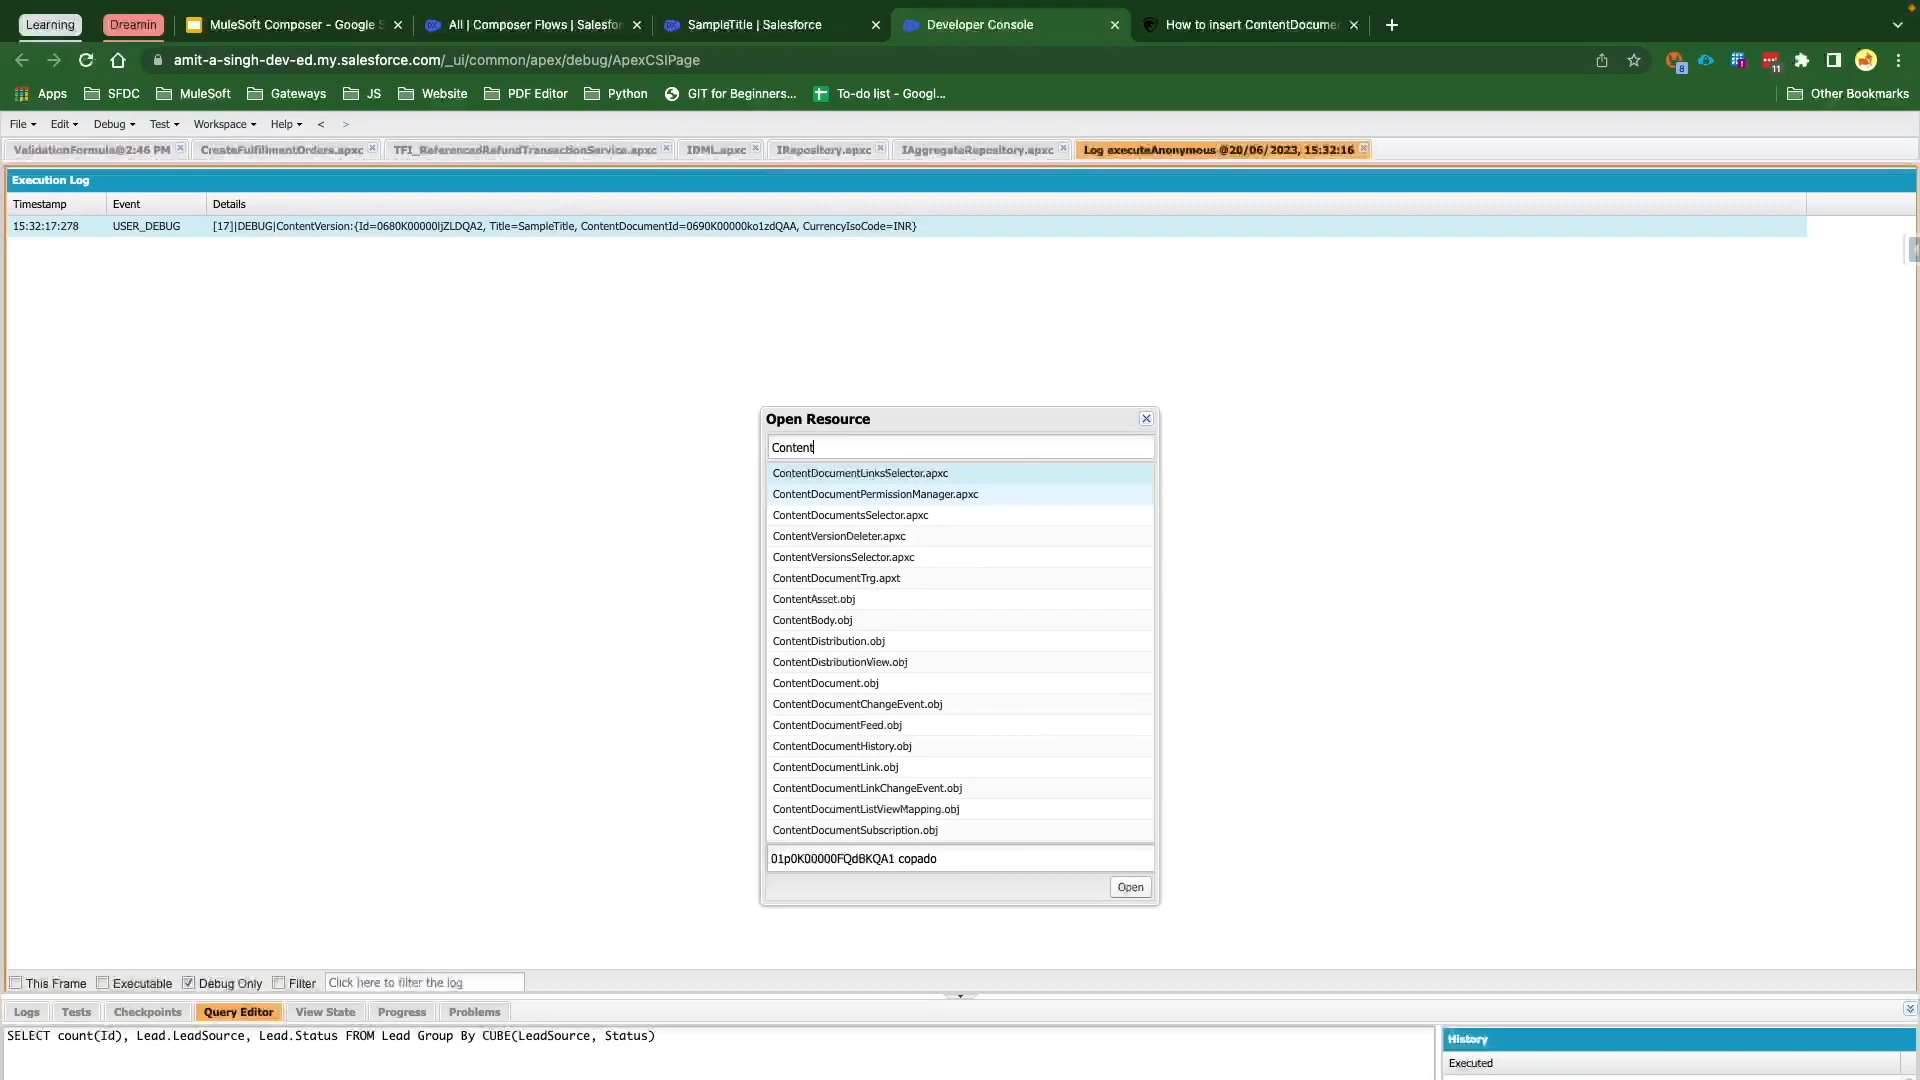 Learning
Dreamin
MuleSoft Composer - Google S
All | Composer Flows | Salesfor
SampleTitle | Salesforce
Developer Console
How to insert ContentDocume
amit-a-singh-dev-ed.my.salesforce.com/_ui/common/apex/debug/ApexCSIPage
8
11
Apps
SFDC
MuleSoft
Gateways
JS
Website
PDF Editor
Python
GIT for Beginners...
To-do list - Googl...
Other Bookmarks
File
Edit
Debug
Test
Workspace
Help
<
>
ValidationFormula@2:46 PM
CreateFulfillmentOrders.apxc
TFI_ReferencedRefundTransactionService.apxc
IDML.apxc
IRepository.apxc
IAggregateRepository.apxc
Log executeAnonymous @20/06/2023, 15:32:16
Execution Log
Timestamp
Event
Details
15:32:17:278
USER_DEBUG
[17]|DEBUG|ContentVersion:{Id=0680K00000ljZLDQA2, Title=SampleTitle, ContentDocumentId=0690K00000ko1zdQAA, CurrencyIsoCode=INR}
Open Resource
Content
ContentDocumentLinksSelector.apxc
ContentDocumentPermissionManager.apxc
ContentDocumentsSelector.apxc
ContentVersionDeleter.apxc
ContentVersionsSelector.apxc
ContentDocumentTrg.apxt
ContentAsset.obj
ContentBody.obj
ContentDistribution.obj
ContentDistributionView.obj
ContentDocument.obj
ContentDocumentChangeEvent.obj
ContentDocumentFeed.obj
ContentDocumentHistory.obj
ContentDocumentLink.obj
ContentDocumentLinkChangeEvent.obj
ContentDocumentListViewMapping.obj
ContentDocumentSubscription.obj
01p0K00000FQdBKQA1 copado
Open
This Frame
Executable
Debug Only
Filter
Click here to filter the log
Logs
Tests
Checkpoints
Query Editor
View State
Progress
Problems
SELECT count(Id), Lead.LeadSource, Lead.Status FROM Lead Group By CUBE(LeadSource, Status)
History
Executed